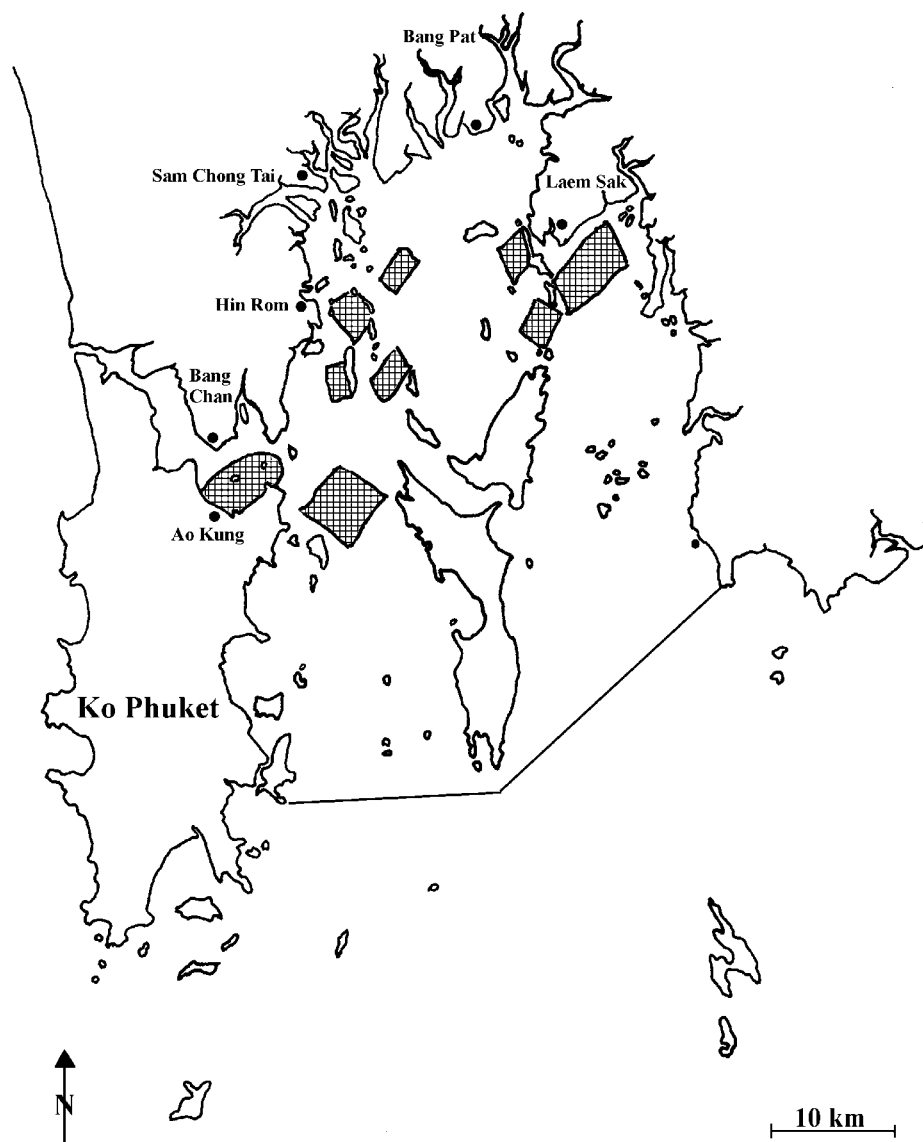 Bang Pat
Sam Chong Tai
Laem Sak
Hin Rom
Bang
Chan
Ao Kung
Ko Phuket
N
10 km